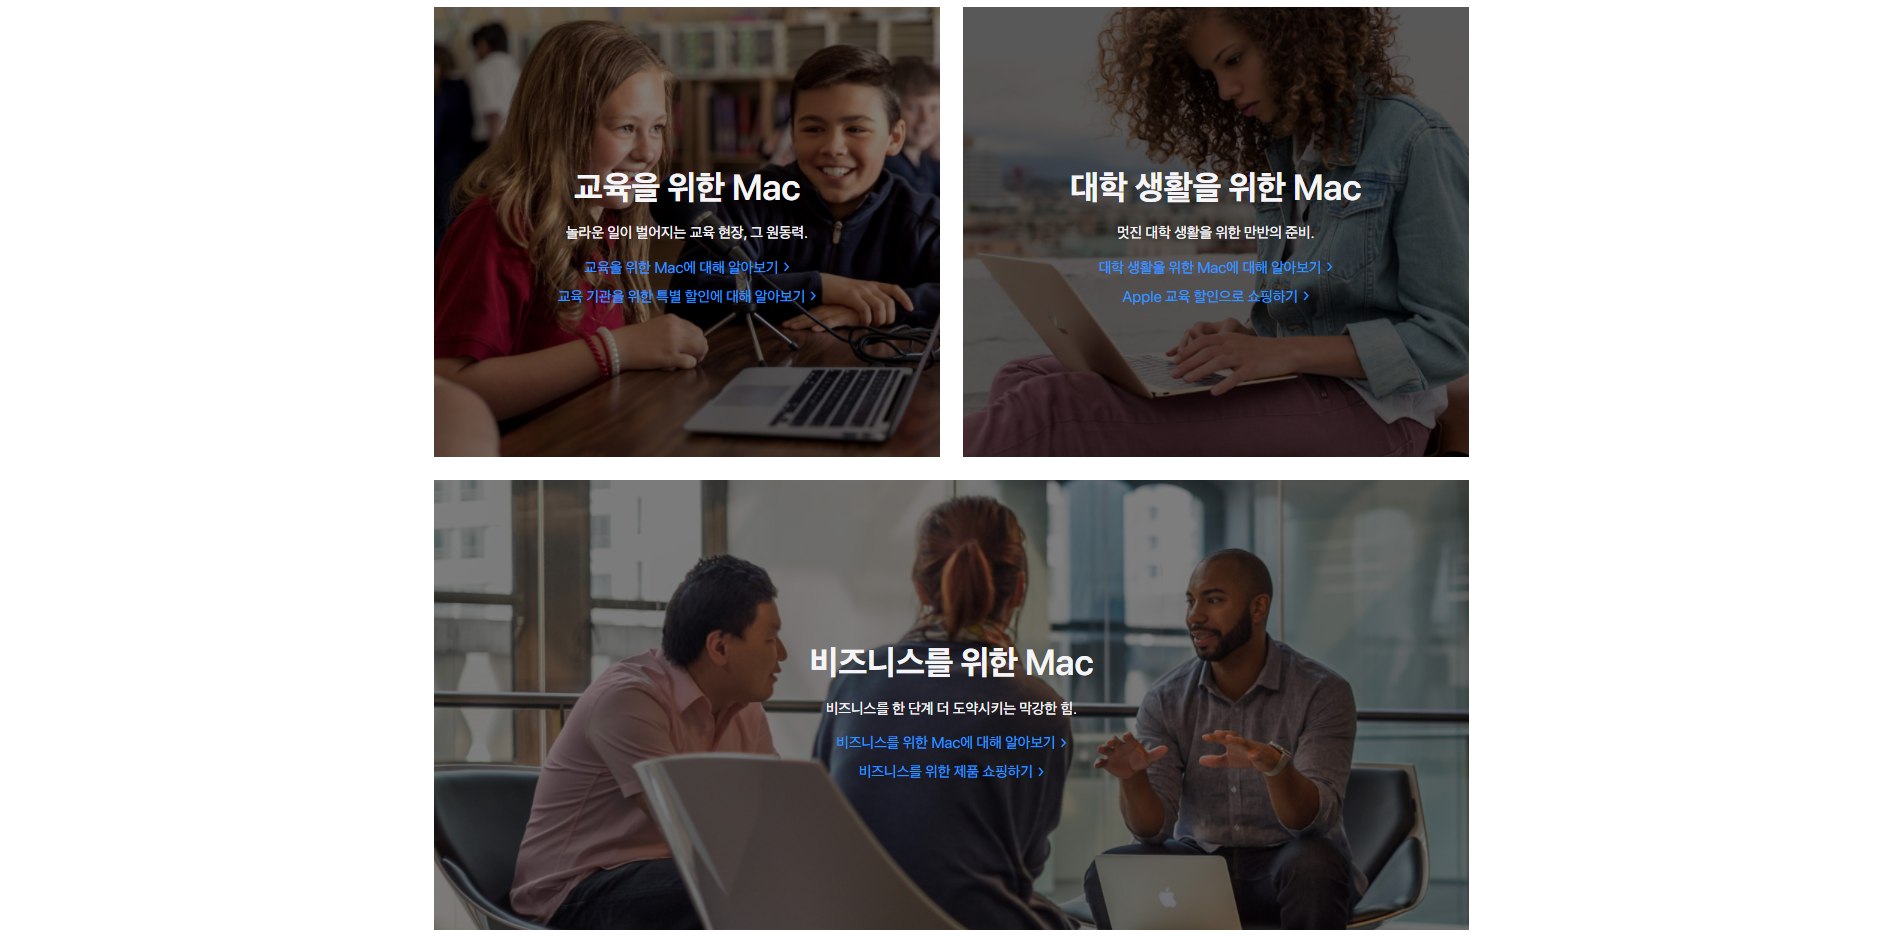 교육을 위한 Mac
놀라운 일이 벌어지는 교육 현장, 그 원동력.
교육을 위한 Mac에 대해 알아보기 >
교육 기관을 위한 특별 할인에 대해 알아보기 >
대학 생활을 위한 Mac
멋진 대학 생활을 위한 만반의 준비.
대학 생활을 위한 Mac에 대해 알아보기 >
Apple 교육 할인으로 쇼핑하기 >
비즈니스를 위한 Mac
비즈니스를 한 단계 더 도약시키는 막강한 힘.
비즈니스를 위한 Mac에 대해 알아보기 >
비즈니스를 위한 제품 쇼핑하기 >